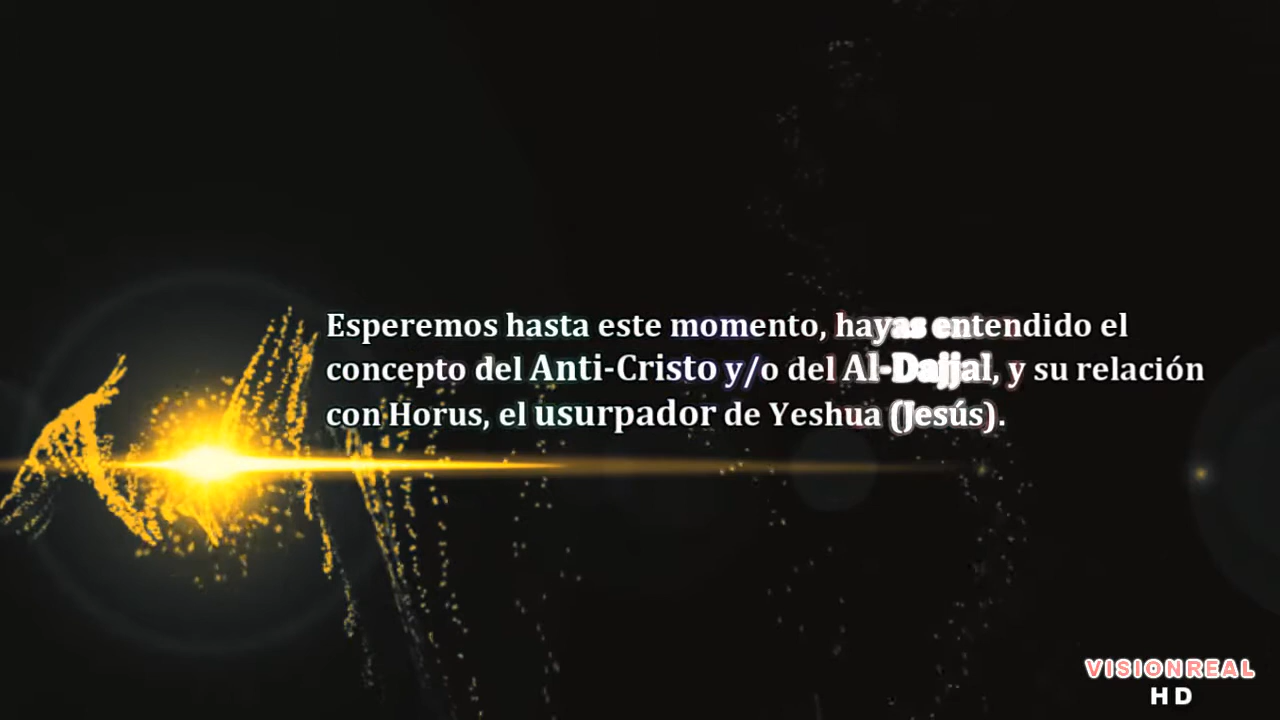 Esperemos hasta este momento, hayas entendido el
concepto del Anti-Cristo y/o del Al-Dajjal, y su relación
con Horus, el usurpador de Yeshua (Jesús).
VISIONREAL
HD